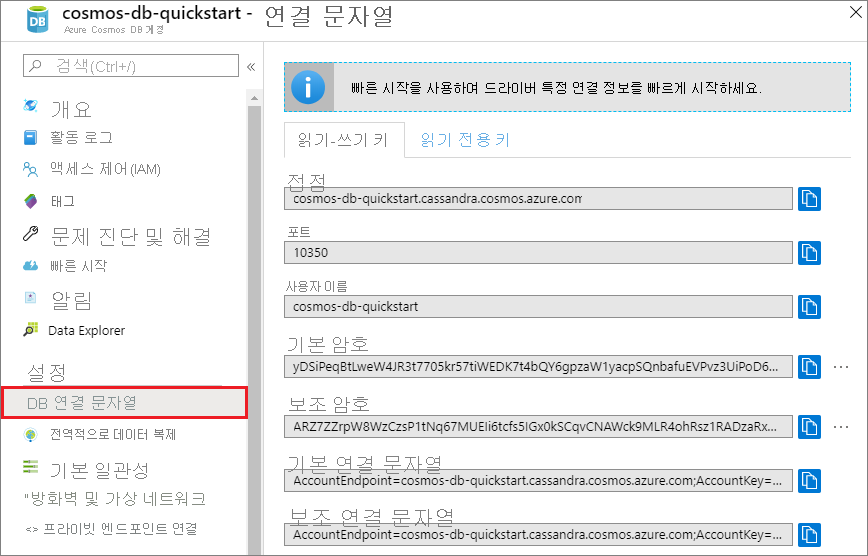 cosmos-db-quickstart - 연결 문자열
Azure Cosmos DB 계정
검색(Ctrl+/)
개요
활동 로그
액세스 제어(IAM)
태그
문제 진단 및 해결
빠른 시작
알림
Data Explorer
설정
DB 연결 문자열
전역적으로 데이터 복제
기본 일관성
"방화벽 및 가상 네트워크
<> 프라이빗 엔드포인트 연결
빠른 시작을 사용하며 드라이버 특정 연결 정보를 빠르게 시작하세요.
읽기-쓰기 키 읽기 전용 키
접점
cosmos-db-quickstart.cassandra.cosmos.azure.com
포트
10350
사용자 이름
cosmos-db-quickstart
기본 암호
yDSiPeqBtLweW4JR3t7705kr57tiWEDK7t4bQY6gpzaW1yacpSQnbafuEVPvz3UiPoD6...
보조 암호
ARZ7ZZrpW8WzCzsP1tNq67MUEIi6tcfs5IGx0kSCqvCNAWck9MLR4ohRsz1RADzaRx...
기본 연결 문자열
AccountEndpoint=cosmos-db-quickstart.cassandra.cosmos.azure.com;AccountKey=...
보조 연결 문자열
AccountEndpoint=cosmos-db-quickstart.cassandra.cosmos.azure.com;AccountKey=...